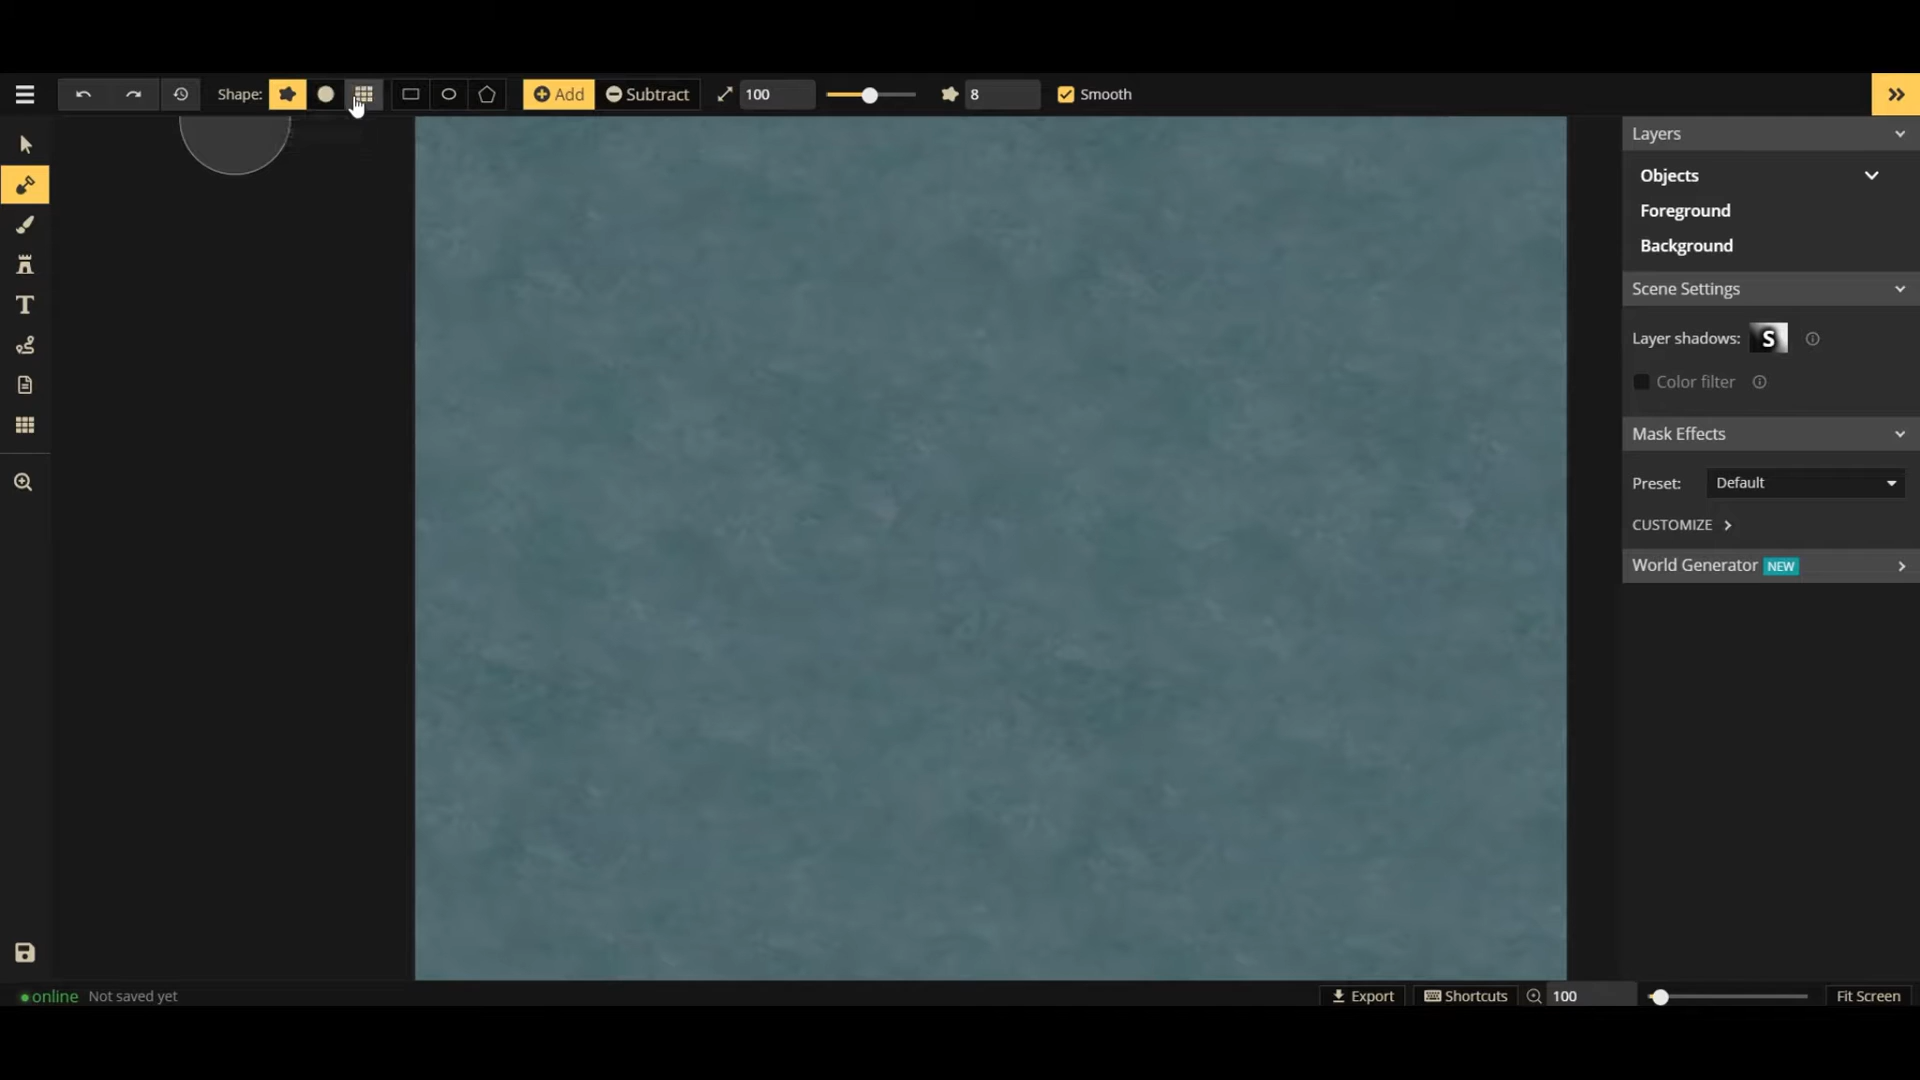 Shape: Add Subtract 100 8 Smooth
Layers
Objects
Foreground
Background
Scene Settings
Layer shadows: S
Color filter
Mask Effects
Preset: Default
CUSTOMIZE
World Generator NEW
T
online Not saved yet Export Shortcuts 100 Fit Screen